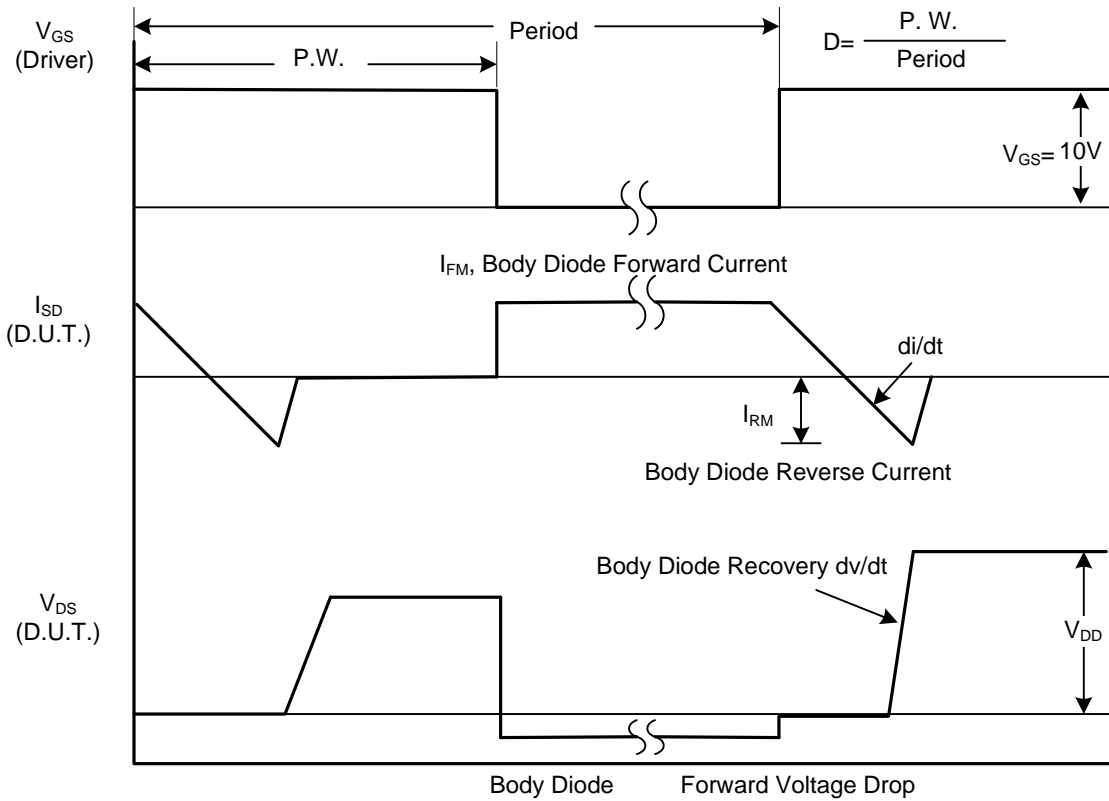 V_GS
(Driver)
Period
P.W.
D= P. W.
Period
V_GS= 10V
I_FM, Body Diode Forward Current
I_SD
(D.U.T.)
di/dt
I_RM
Body Diode Reverse Current
Body Diode Recovery dv/dt
V_DS
(D.U.T.)
V_DD
Body Diode Forward Voltage Drop